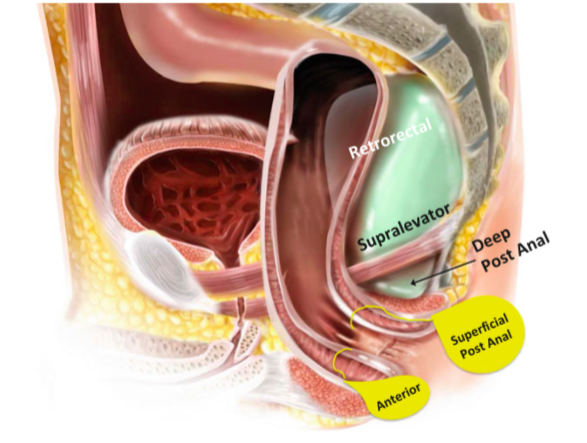 Retrorectal
Supralevator
Deep
Post Anal
Superficial
Post Anal
Anterior